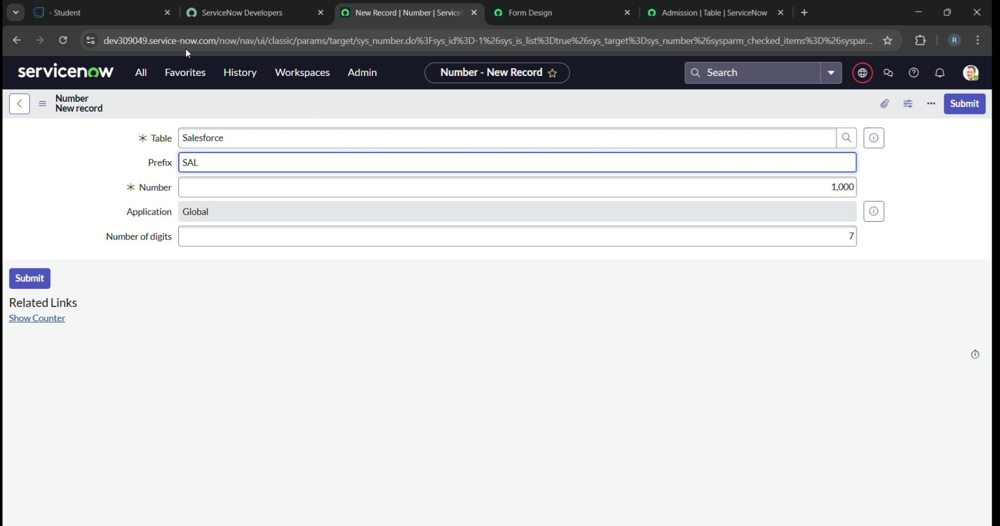 - Student
ServiceNow Developers
New Record | Number | Service
Form Design
Admission | Table | ServiceNow
dev309049.service-now.com/now/nav/ui/classic/params/target/sys_number.do%3Fsys_id%3D-1%26sys_is_list%3Dtrue%26sys_target%3Dsys_number%26sysparm_checked_items%3D%26syspar...
R
servicenow
All
Favorites
History
Workspaces
Admin
Number - New Record
Search
Number
New record
Submit
Table
Salesforce
Prefix
SAL
Number
1,000
Application
Global
Number of digits
7
Submit
Related Links
Show Counter